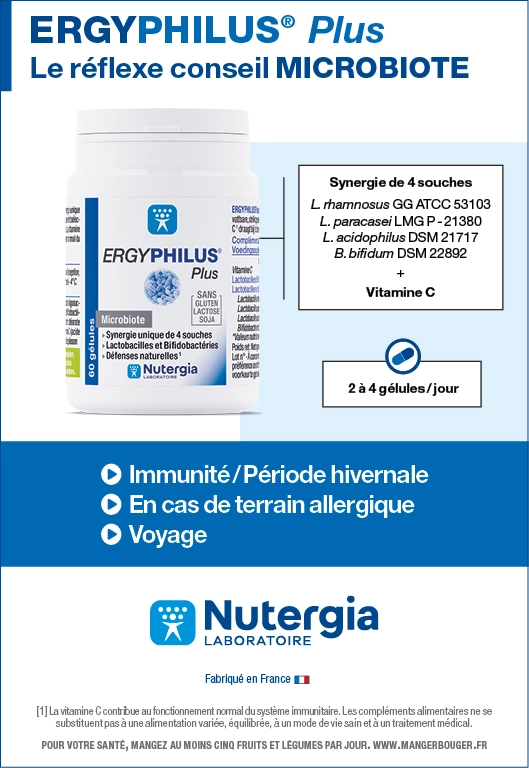 ERGYPHILUS® Plus
Le réflexe conseil MICROBIOTE
Synergie de 4 souches
L. rhamnosus GG ATCC 53103
L. paracasei LMG P - 21380
L. acidophilus DSM 21717
B. bifidum DSM 22892
+
Vitamine C
2 à 4 gélules / jour
ERGYPHILUS®
Plus
SANS
GLUTEN
LACTOSE
SOJA
Microbiote
Synergie unique de 4 souches
Lactobacilles et Bifidobactéries
Défenses naturelles¹
60 gélules
Nutergia
LABORATOIRE
Vitamine C
Immunité / Période hivernale
En cas de terrain allergique
Voyage
Nutergia
LABORATOIRE
Fabriqué en France
[1] La vitamine C contribue au fonctionnement normal du système immunitaire. Les compléments alimentaires ne se
substituent pas à une alimentation variée, équilibrée, à un mode de vie sain et à un traitement médical.
POUR VOTRE SANTÉ, MANGEZ AU MOINS CINQ FRUITS ET LÉGUMES PAR JOUR. WWW.MANGERBOUGER.FR